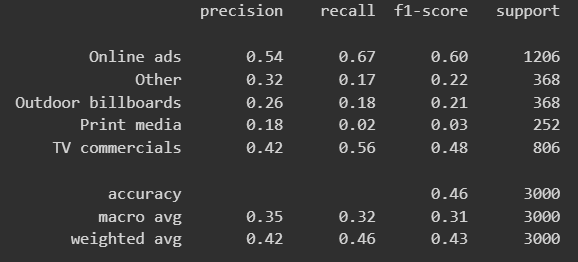 precision recall f1-score support
Online ads 0.54 0.67 0.60 1206
Other 0.32 0.17 0.22 368
Outdoor billboards 0.26 0.18 0.21 368
Print media 0.18 0.02 0.03 252
TV commercials 0.42 0.56 0.48 806
accuracy 0.46 3000
macro avg 0.35 0.32 0.31 3000
weighted avg 0.42 0.46 0.43 3000